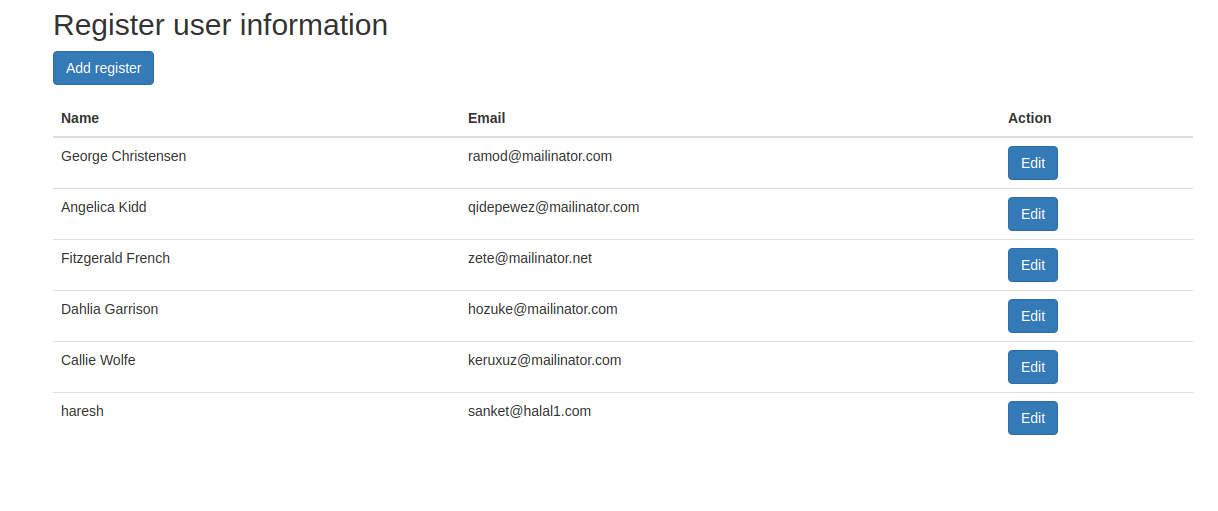 Register user information
Add register
Name Email Action
George Christensen ramod@mailinator.com Edit
Angelica Kidd qidepewez@mailinator.com Edit
Fitzgerald French zete@mailinator.net Edit
Dahlia Garrison hozuke@mailinator.com Edit
Callie Wolfe keruxuz@mailinator.com Edit
haresh sanket@halal1.com Edit